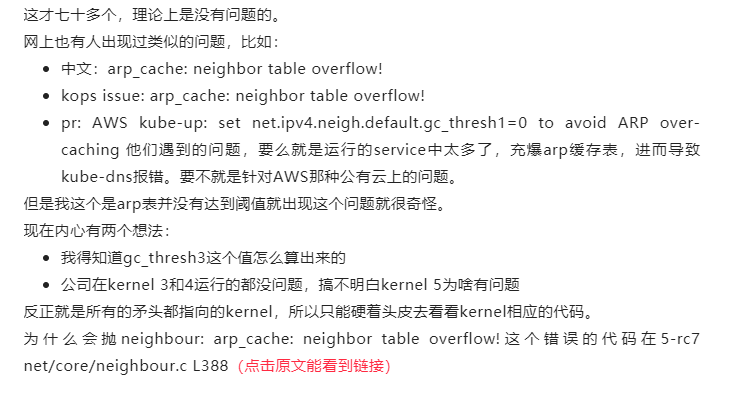 这才七十多个，理论上是没有问题的。
网上也有人出现过类似的问题，比如：
• 中文：arp_cache: neighbor table overflow!
• kops issue: arp_cache: neighbor table overflow!
• pr: AWS kube-up: set net.ipv4.neigh.default.gc_thresh1=0 to avoid ARP over-
caching 他们遇到的问题，要么就是运行的service中太多了，充爆arp缓存表，进而导致
kube-dns报错。要不就是针对AWS那种公有云上的问题。
但是我这个是arp表并没有达到阈值就出现这个问题就很奇怪。
现在内心有两个想法：
• 我得知道gc_thresh3这个值怎么算出来的
• 公司在kernel 3和4运行的都没问题，搞不明白kernel 5为啥有问题
反正就是所有的矛头都指向的kernel，所以只能硬着头皮去看看kernel相应的代码。
为什么会抛neighbour: arp_cache: neighbor table overflow!这个错误的代码在5-rc7
net/core/neighbour.c L388（点击原文能看到链接）